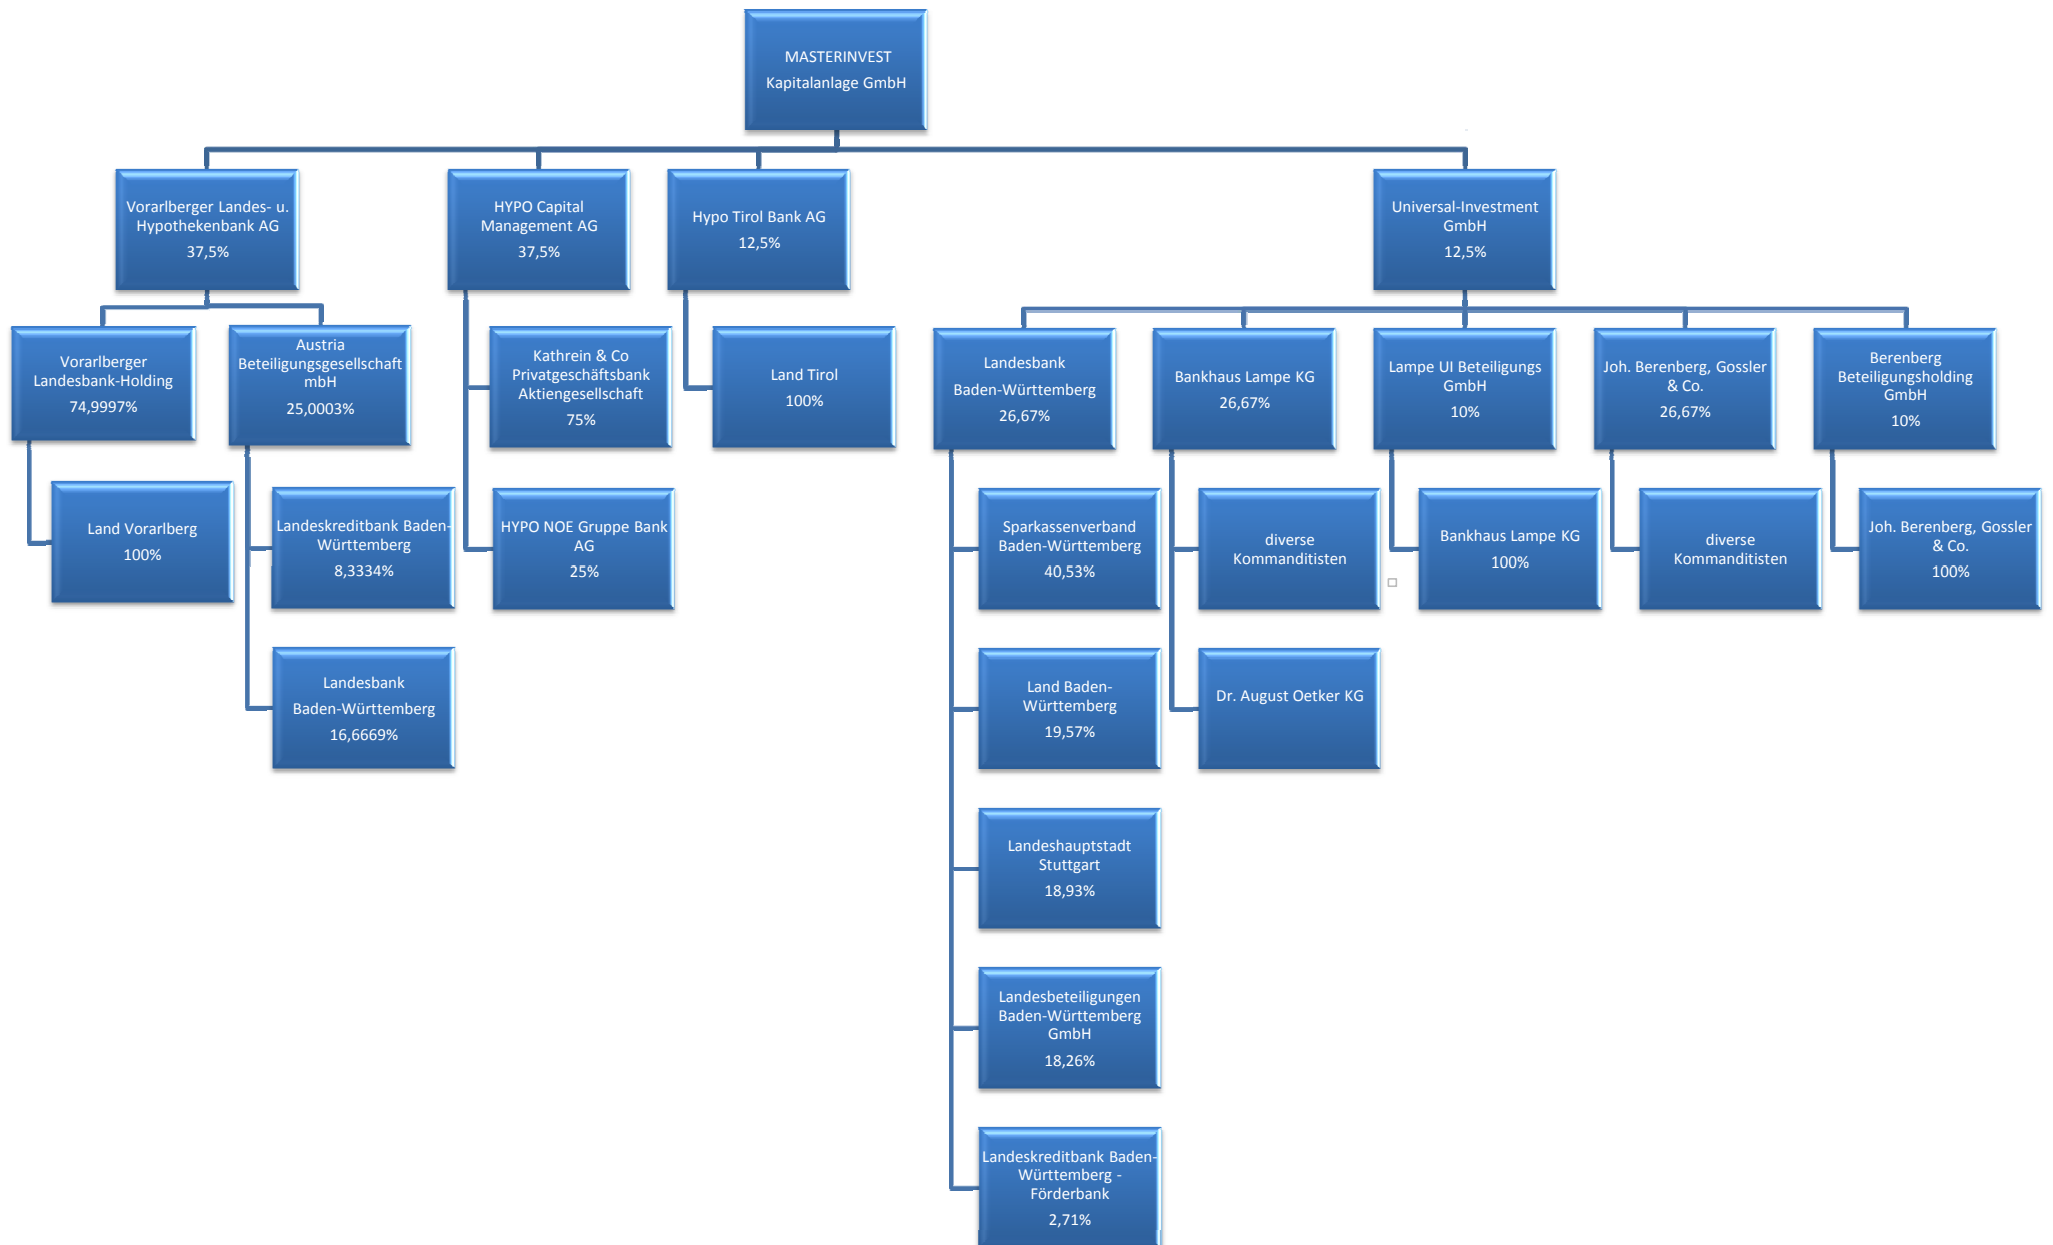 MASTERINVEST
Kapitalanlage GmbH
Vorarlberger Landes- u.
Hypothekenbank AG
37,5%
HYPO Capital
Management AG
37,5%
Hypo Tirol Bank AG
12,5%
Universal-Investment
GmbH
12,5%
Vorarlberger
Landesbank-Holding
74,9997%
Austria
Beteiligungsgesellschaft
mbH
25,0003%
Kathrein & Co
Privatgeschäftsbank
Aktiengesellschaft
75%
Land Tirol
100%
Landesbank
Baden-Württemberg
26,67%
Bankhaus Lampe KG
26,67%
Lampe UI Beteiligungs
GmbH
10%
Joh. Berenberg, Gossler
& Co.
26,67%
Berenberg
Beteiligungsholding
GmbH
10%
Land Vorarlberg
100%
Landeskreditbank Baden-
Württemberg
8,3334%
HYPO NOE Gruppe Bank
AG
25%
Sparkassenverband
Baden-Württemberg
40,53%
diverse
Kommanditisten
Bankhaus Lampe KG
100%
diverse
Kommanditisten
Joh. Berenberg, Gossler
& Co.
100%
Landesbank
Baden-Württemberg
16,6669%
Land Baden-
Württemberg
19,57%
Dr. August Oetker KG
Landeshauptstadt
Stuttgart
18,93%
Landesbeteiligungen
Baden-Württemberg
GmbH
18,26%
Landeskreditbank Baden-
Württemberg -
Förderbank
2,71%